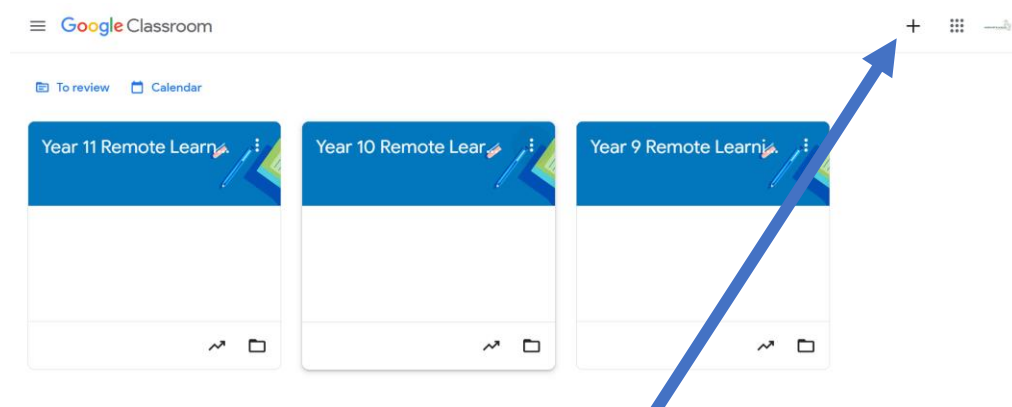 Google Classroom
To review Calendar
Year 11 Remote Learn
Year 10 Remote Lear
Year 9 Remote Learni